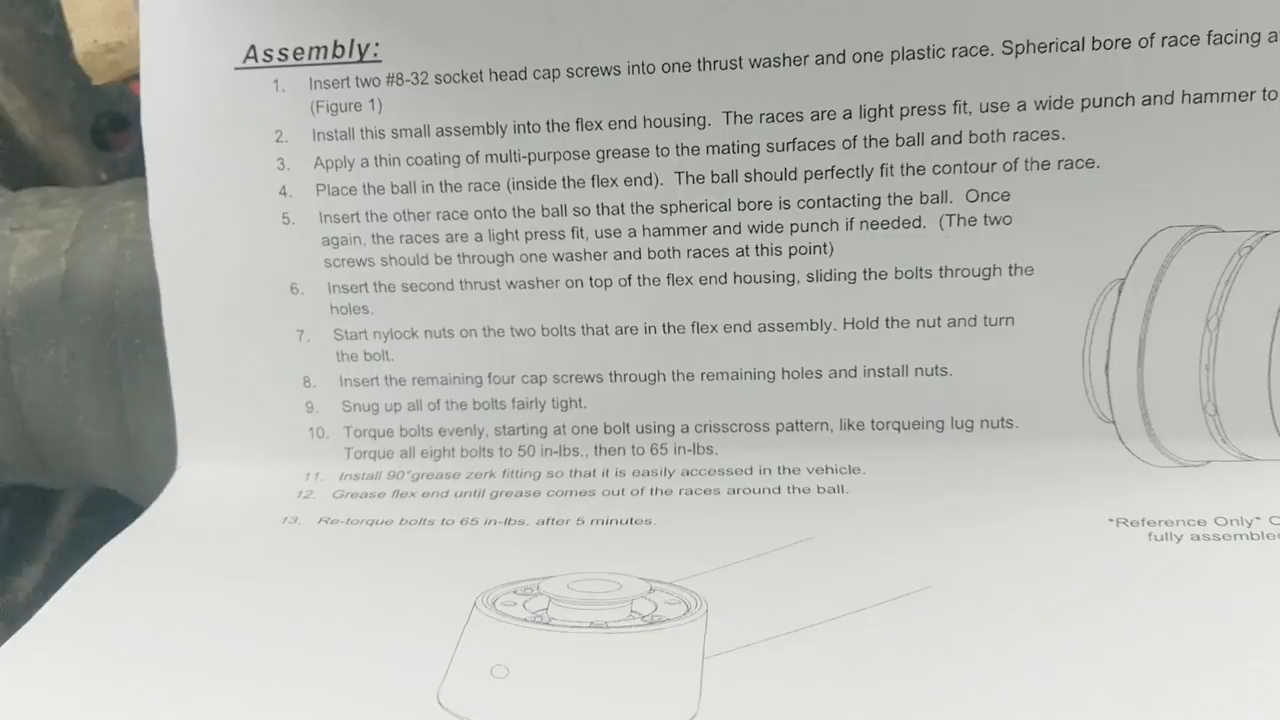 Assembly:
1. Insert two #8-32 socket head cap screws into one thrust washer and one plastic race. Spherical bore of race facing
(Figure 1)
2. Install this small assembly into the flex end housing. The races are a light press fit, use a wide punch and hammer to
3. Apply a thin coating of multi-purpose grease to the mating surfaces of the ball and both races.
4. Place the ball in the race (inside the flex end). The ball should perfectly fit the contour of the race.
5. Insert the other race onto the ball so that the spherical bore is contacting the ball. Once
again, the races are a light press fit, use a hammer and wide punch if needed. (The two
screws should be through one washer and both races at this point)
6. Insert the second thrust washer on top of the flex end housing, sliding the bolts through the
holes.
7. Start nylock nuts on the two bolts that are in the flex end assembly. Hold the nut and turn
the bolt.
8. Insert the remaining four cap screws through the remaining holes and install nuts.
9. Snug up all of the bolts fairly tight.
10. Torque bolts evenly, starting at one bolt using a crisscross pattern, like torqueing lug nuts.
Torque all eight bolts to 50 in-lbs., then to 65 in-lbs.
11. Install 90°grease zerk fitting so that it is easily accessed in the vehicle.
12. Grease flex end until grease comes out of the races around the ball.
13. Re-torque bolts to 65 in-lbs. after 5 minutes.
"Reference Only"
fully